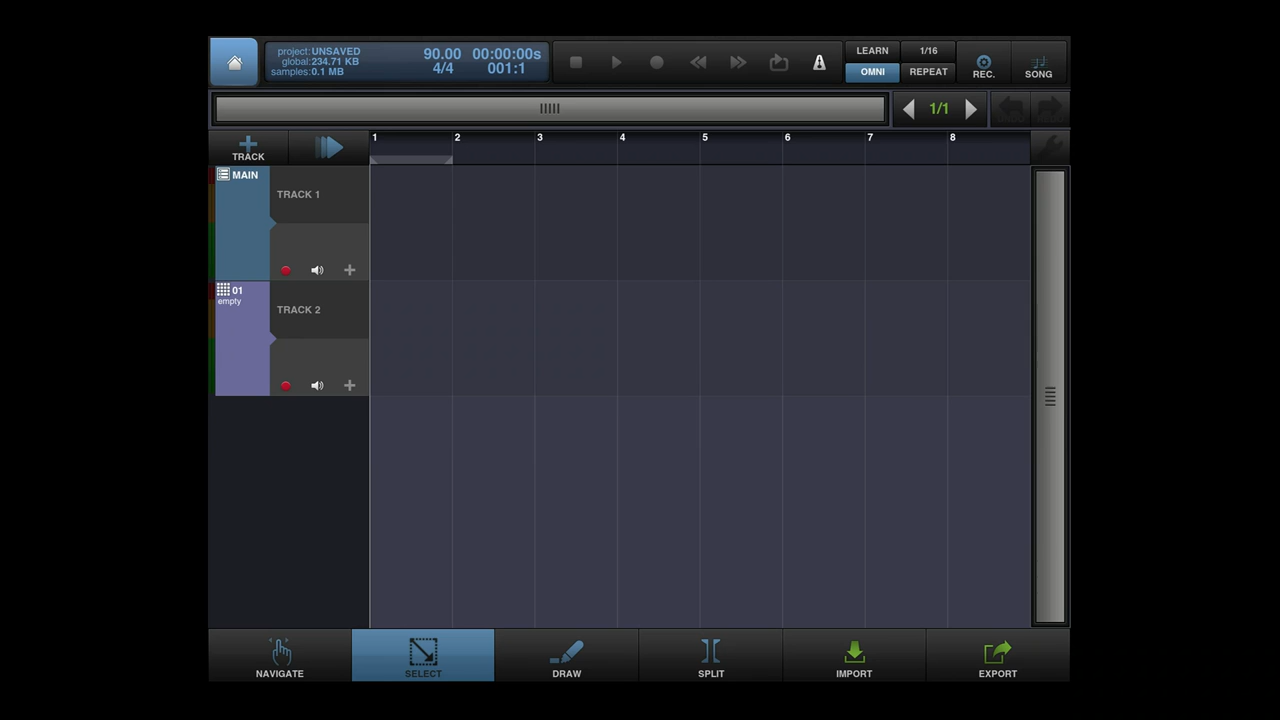 project: UNSAVED
global: 234.71 KB
samples: 0.1 MB
90.00 00:00:00s
4/4 001:1
LEARN
OMNI
1/16
REPEAT
REC.
SONG
1/1
TRACK
1 2 3 4 5 6 7 8
MAIN
TRACK 1
01
empty
TRACK 2
NAVIGATE
SELECT
DRAW
SPLIT
IMPORT
EXPORT